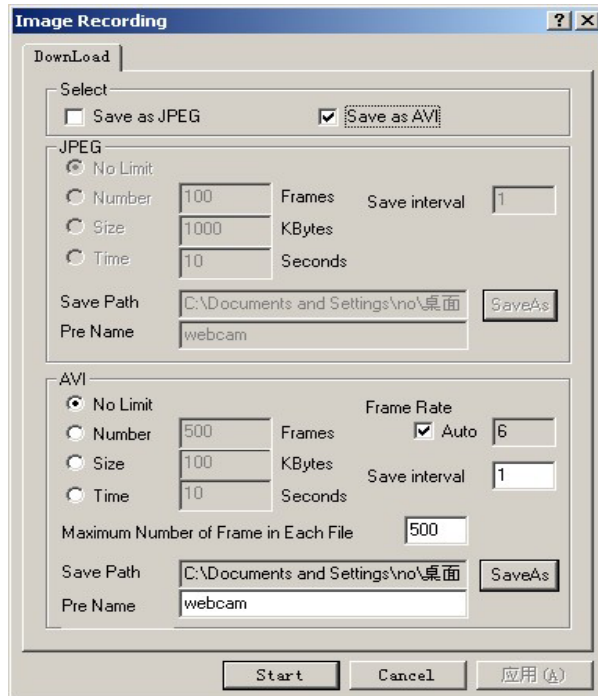 Image Recording
DownLoad
Select
Save as JPEG Save as AVI
JPEG
No Limit
Number 100 Frames Save interval 1
Size 1000 KBytes
Time 10 Seconds
Save Path C:\Documents and Settings\no\桌面 SaveAs
Pre Name webcam
AVI
No Limit Frame Rate
Number 500 Frames Auto 6
Size 100 KBytes
Save interval 1
Time 10 Seconds
Maximum Number of Frame in Each File 500
Save Path C:\Documents and Settings\no\桌面 SaveAs
Pre Name webcam
Start Cancel 应用(A)